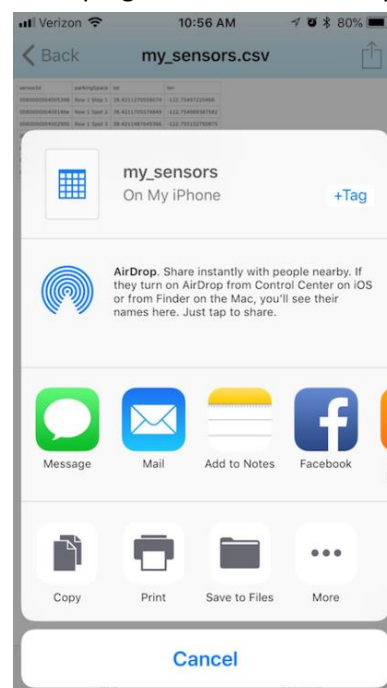 Verizon 10:56 AM 80%
Back my_sensors.csv
sensorId parkingSpace lat lon
my_sensors
On My iPhone
+Tag
AirDrop. Share instantly with people nearby. If
they turn on AirDrop from Control Center on iOS
or from Finder on the Mac, you'll see their
names here. Just tap to share.
Message Mail Add to Notes Facebook
Copy Print Save to Files More
Cancel